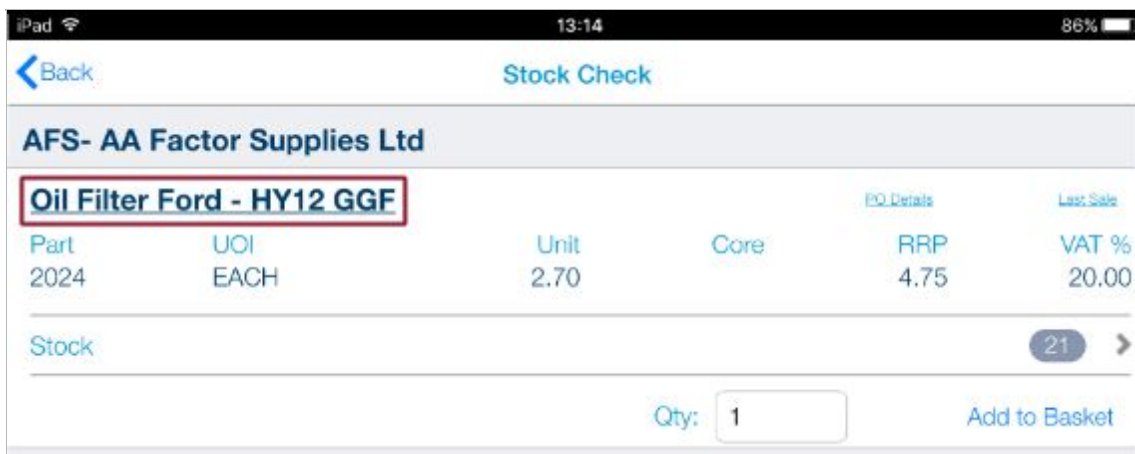 iPad 13:14 86%
Back Stock Check
AFS- AA Factor Supplies Ltd
Oil Filter Ford - HY12 GGF PO Details Last Sale
Part UOI Unit Core RRP VAT %
2024 EACH 2.70 4.75 20.00
Stock 21
Qty: 1 Add to Basket